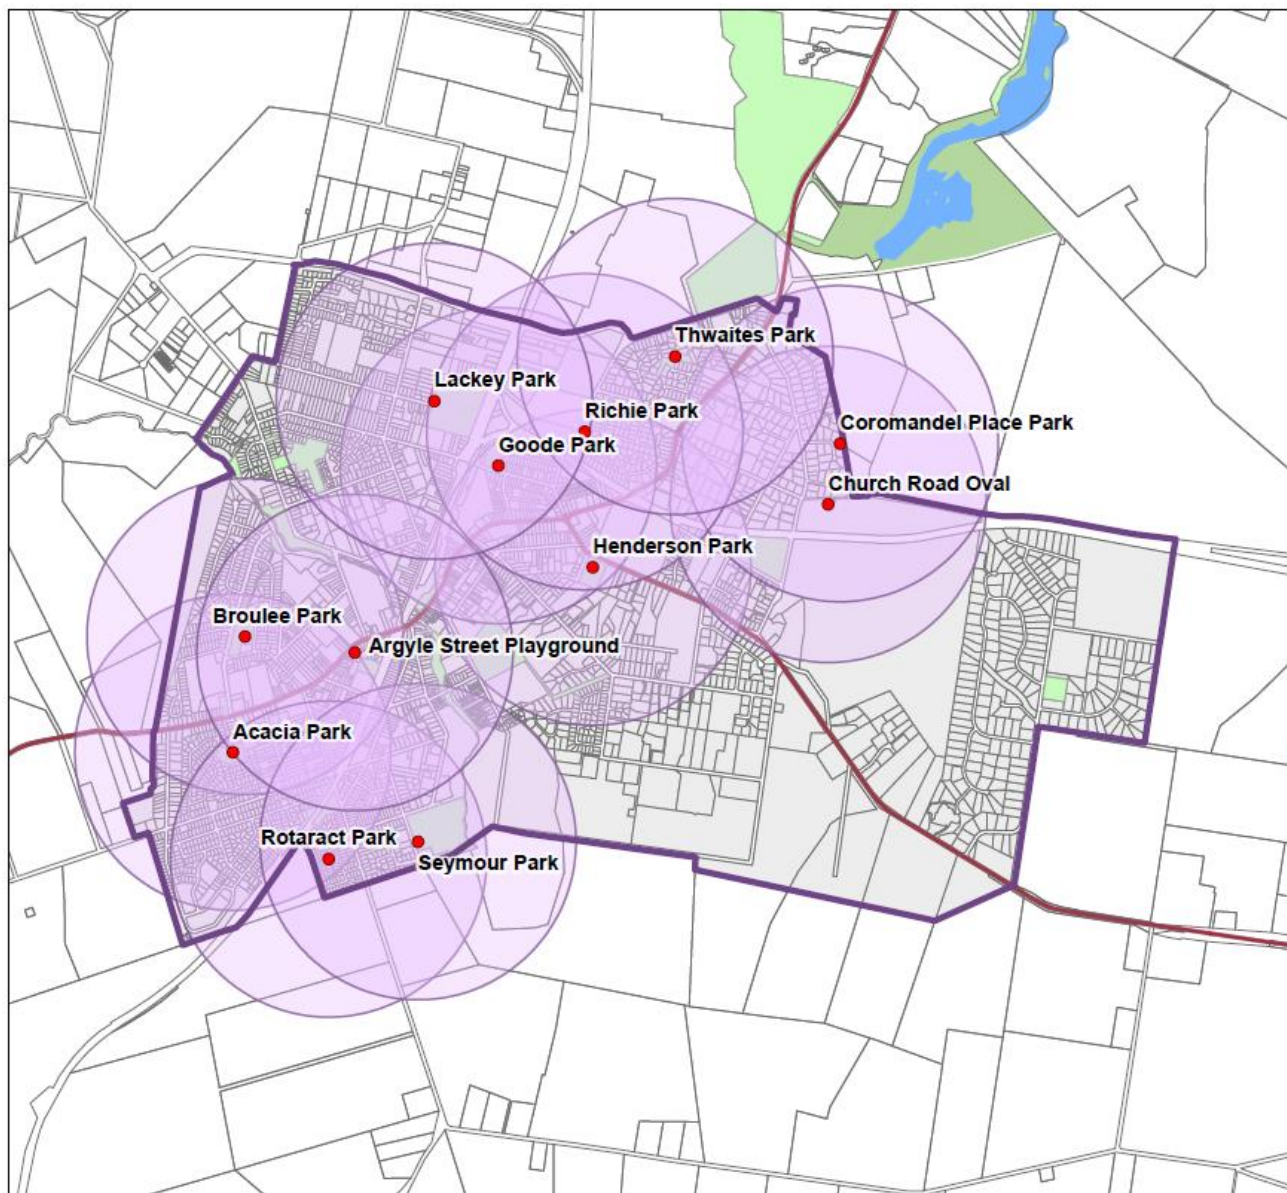 Thwaites Park
Lackey Park
Richie Park
Coromandel Place Park
Goode Park
Church Road Oval
Henderson Park
Broulee Park
Argyle Street Playground
Acacia Park
Rotaract Park
Seymour Park